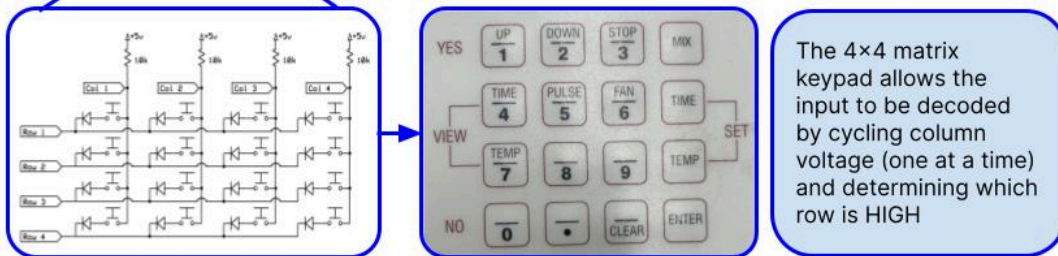 +5v +5v +5v +5v
10k 10k 10k 10k
Col 1 Col 2 Col 3 Col 4
Row 1
Row 2
Row 3
Row 4
YES UP 1 DOWN 2 STOP 3 MIX
TIME 4 PULSE 5 FAN 6 TIME
VIEW SET
TEMP 7 8 9 TEMP
NO 0 . CLEAR ENTER
The 4×4 matrix
keypad allows the
input to be decoded
by cycling column
voltage (one at a time)
and determining which
row is HIGH